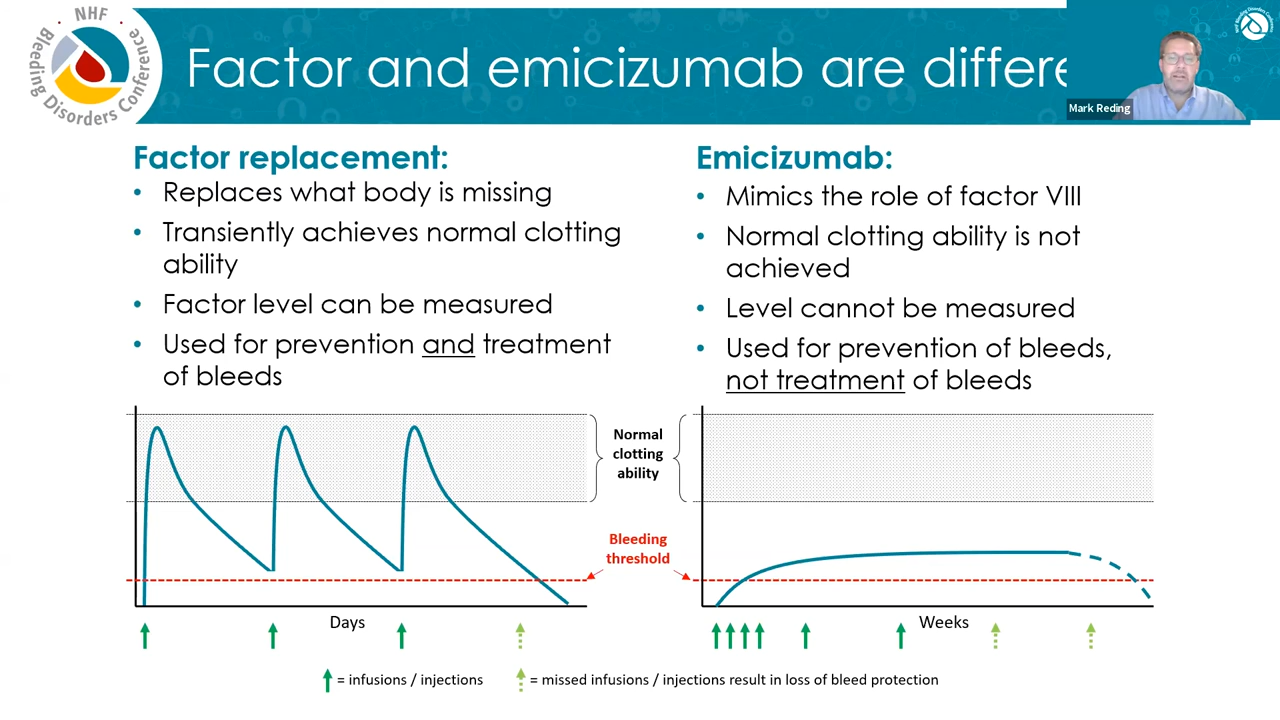 NHF
Bleeding Disorders Conference
Factor and emicizumab are differe
Mark Reding
Factor replacement:
• Replaces what body is missing
• Transiently achieves normal clotting
ability
• Factor level can be measured
• Used for prevention and treatment
of bleeds
Emicizumab:
• Mimics the role of factor VIII
• Normal clotting ability is not
achieved
• Level cannot be measured
• Used for prevention of bleeds,
not treatment of bleeds
Normal
clotting
ability
Bleeding
threshold
Days
Weeks
= infusions / injections
= missed infusions / injections result in loss of bleed protection